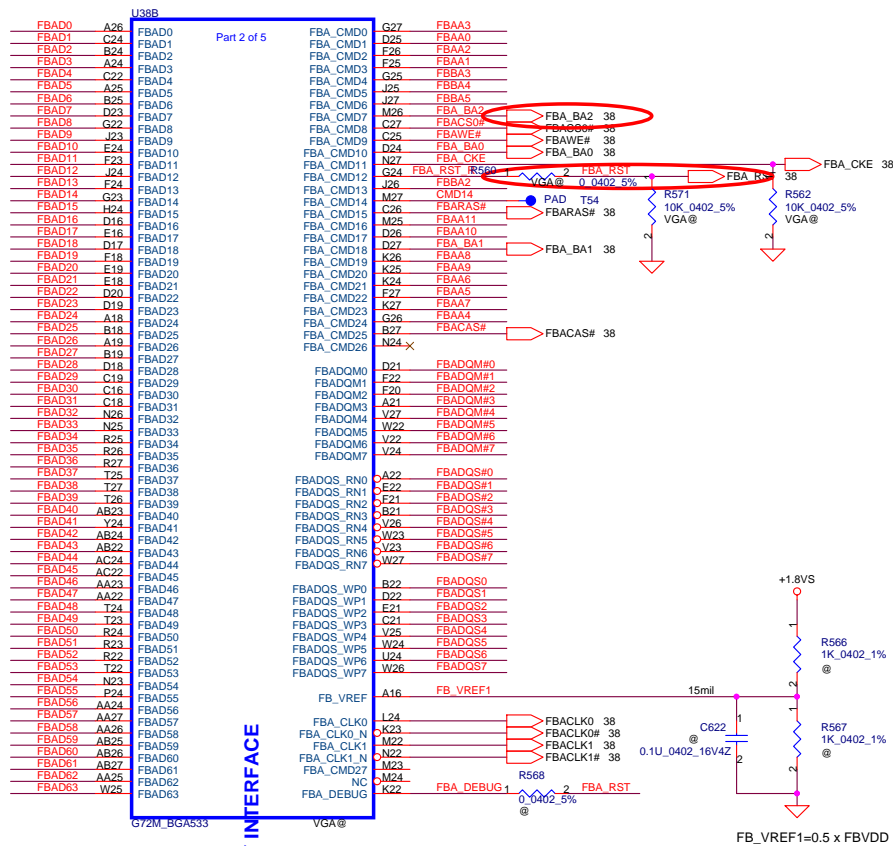 U38B
Part 2 of 5
FBAD0 A26 FBAD0 FBA_CMD0 G27 FBAA3
FBAD1 C24 FBAD1 FBA_CMD1 D25 FBAA0
FBAD2 B24 FBAD2 FBA_CMD2 F26 FBAA2
FBAD3 A24 FBAD3 FBA_CMD3 F25 FBAA1
FBAD4 C22 FBAD4 FBA_CMD4 G25 FBBA3
FBAD5 A25 FBAD5 FBA_CMD5 J25 FBBA4
FBAD6 B25 FBAD6 FBA_CMD6 J27 FBBA5
FBAD7 D23 FBAD7 FBA_CMD7 M26 FBA_BA2 FBA_BA2 38
FBAD8 G22 FBAD8 FBA_CMD8 C27 FBACS0# FBACS0# 38
FBAD9 J23 FBAD9 FBA_CMD9 C25 FBAWE# FBAWE# 38
FBAD10 E24 FBAD10 FBA_CMD10 D24 FBA_BA0 FBA_BA0 38
FBAD11 F23 FBAD11 FBA_CMD11 N27 FBA_CKE FBA_CKE 38
FBAD12 J24 FBAD12 FBA_CMD12 G24 FBA_RST_R R560 1 2 FBA_RST FBA_RST 38
VGA@ 0_0402_5%
FBAD13 F24 FBAD13 FBA_CMD13 J26 FBBA2
FBAD14 G23 FBAD14 FBA_CMD14 M27 CMD14 PAD T54
FBAD15 H24 FBAD15 FBA_CMD15 C26 FBARAS# FBARAS# 38
1 R571 10K_0402_5% VGA@ 2
1 R562 10K_0402_5% VGA@ 2
FBAD16 D16 FBAD16 FBA_CMD16 M25 FBAA11
FBAD17 E16 FBAD17 FBA_CMD17 D26 FBAA10
FBAD18 D17 FBAD18 FBA_CMD18 D27 FBA_BA1 FBA_BA1 38
FBAD19 F18 FBAD19 FBA_CMD19 K26 FBAA8
FBAD20 E19 FBAD20 FBA_CMD20 K25 FBAA9
FBAD21 E18 FBAD21 FBA_CMD21 K24 FBAA6
FBAD22 D20 FBAD22 FBA_CMD22 F27 FBAA5
FBAD23 D19 FBAD23 FBA_CMD23 K27 FBAA7
FBAD24 A18 FBAD24 FBA_CMD24 G26 FBAA4
FBAD25 B18 FBAD25 FBA_CMD25 B27 FBACAS# FBACAS# 38
FBAD26 A19 FBAD26 FBA_CMD26 N24
FBAD27 B19 FBAD27
FBAD28 D18 FBAD28 FBADQM0 D21 FBADQM#0
FBAD29 C19 FBAD29 FBADQM1 F22 FBADQM#1
FBAD30 C16 FBAD30 FBADQM2 F20 FBADQM#2
FBAD31 C18 FBAD31 FBADQM3 A21 FBADQM#3
FBAD32 N26 FBAD32 FBADQM4 V27 FBADQM#4
FBAD33 N25 FBAD33 FBADQM5 W22 FBADQM#5
FBAD34 R25 FBAD34 FBADQM6 V22 FBADQM#6
FBAD35 R26 FBAD35 FBADQM7 V24 FBADQM#7
FBAD36 R27 FBAD36
FBAD37 T25 FBAD37 FBADQS_RN0 A22 FBADQS#0
FBAD38 T27 FBAD38 FBADQS_RN1 E22 FBADQS#1
FBAD39 T26 FBAD39 FBADQS_RN2 F21 FBADQS#2
FBAD40 AB23 FBAD40 FBADQS_RN3 B21 FBADQS#3
FBAD41 Y24 FBAD41 FBADQS_RN4 V26 FBADQS#4
FBAD42 AB24 FBAD42 FBADQS_RN5 W23 FBADQS#5
FBAD43 AB22 FBAD43 FBADQS_RN6 V23 FBADQS#6
FBAD44 AC24 FBAD44 FBADQS_RN7 W27 FBADQS#7
FBAD45 AC22 FBAD45
FBAD46 AA23 FBAD46 FBADQS_WP0 B22 FBADQS0
FBAD47 AA22 FBAD47 FBADQS_WP1 D22 FBADQS1
FBAD48 T24 FBAD48 FBADQS_WP2 E21 FBADQS2
FBAD49 T23 FBAD49 FBADQS_WP3 C21 FBADQS3
FBAD50 R24 FBAD50 FBADQS_WP4 V25 FBADQS4
FBAD51 R23 FBAD51 FBADQS_WP5 W24 FBADQS5
FBAD52 R22 FBAD52 FBADQS_WP6 U24 FBADQS6
FBAD53 T22 FBAD53 FBADQS_WP7 W26 FBADQS7
FBAD54 N23 FBAD54
FBAD55 P24 FBAD55 FB_VREF A16 FB_VREF1 15mil
FBAD56 AA24 FBAD56
FBAD57 AA27 FBAD57 FBA_CLK0 L24 FBACLK0 38
FBAD58 AA26 FBAD58 FBA_CLK0_N K23 FBACLK0# 38
FBAD59 AB25 FBAD59 FBA_CLK1 M22 FBACLK1 38
FBAD60 AB26 FBAD60 FBA_CLK1_N N22 FBACLK1# 38
FBAD61 AB27 FBAD61 FBA_CMD27 M23
FBAD62 AA25 FBAD62 NC M24
FBAD63 W25 FBAD63 FBA_DEBUG K22 FBA_DEBUG 1 R568 2 FBA_RST
0_0402_5%
@
+1.8VS
1 R566 1K_0402_1% @ 2
1 R567 1K_0402_1% @ 2
1 C622 @ 0.1U_0402_16V4Z 2
INTERFACE
G72M_BGA533 VGA@
FB_VREF1=0.5 x FBVDD